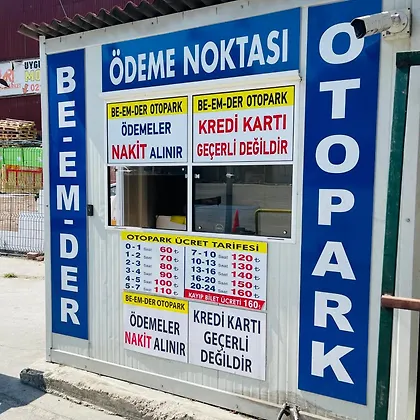 ÖDEME NOKTASI
BE-EM-DER
OTOPARK
BE-EM-DER OTOPARK
ÖDEMELER
NAKİT ALINIR
BE-EM-DER OTOPARK
KREDİ KARTI
GEÇERLİ DEĞİLDİR
OTOPARK ÜCRET TARİFESİ
0-1 Saat 60₺
1-2 Saat 70₺
2-3 Saat 80₺
3-4 Saat 90₺
4-5 Saat 100₺
5-7 Saat 110₺
7-10 Saat 120₺
10-13 Saat 130₺
13-16 Saat 140₺
16-20 Saat 150₺
20-24 Saat 160₺
KAYIP BİLET ÜCRETİ 160₺
BE-EM-DER OTOPARK
ÖDEMELER
NAKİT ALINIR
KREDİ KARTI
GEÇERLİ
DEĞİLDİR